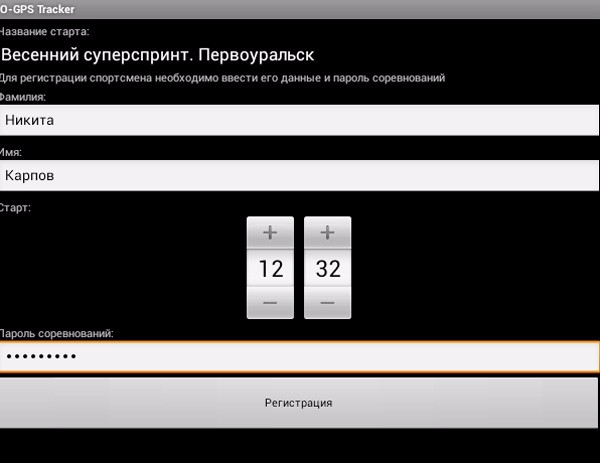 O-GPS Tracker
Название старта:
Весенний суперспринт. Первоуральск
Для регистрации спортсмена необходимо ввести его данные и пароль соревнований
Фамилия:
Никита
Имя:
Карпов
Старт:
+ +
12 32
− −
Пароль соревнований:
•••••••••
Регистрация